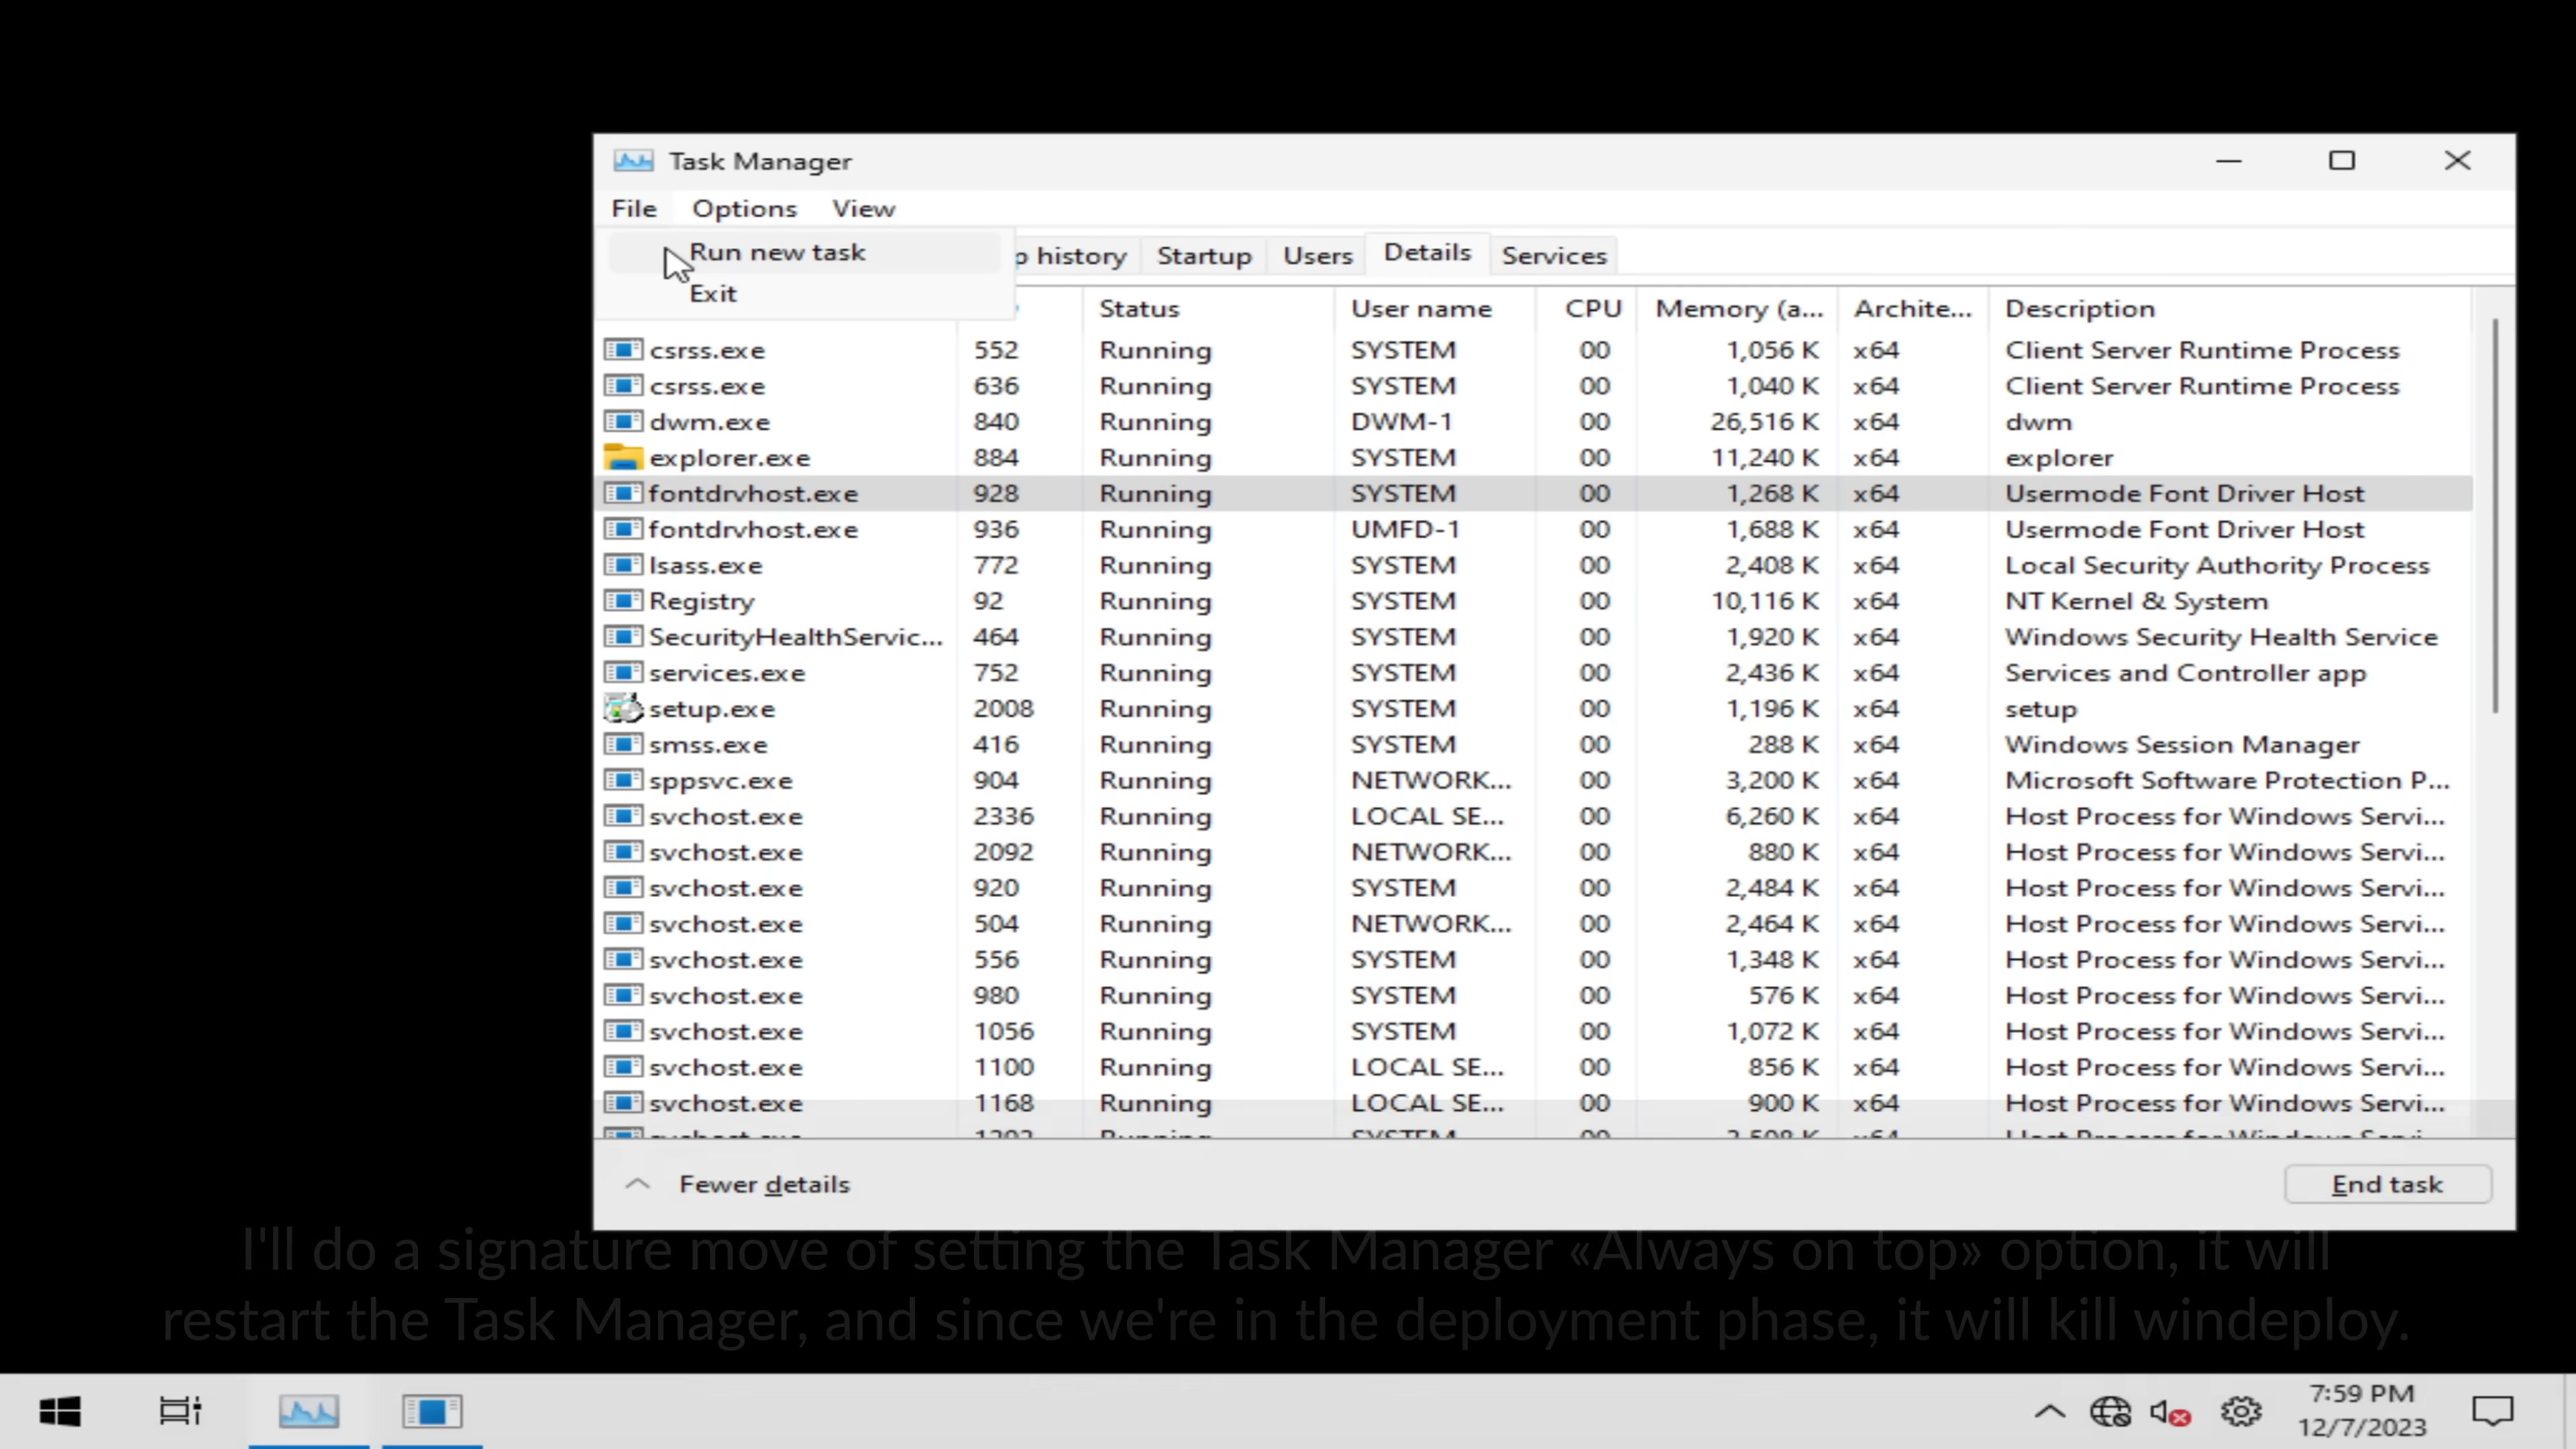 Task Manager
File Options View
Run new task
Exit
p history Startup Users Details Services
Status User name CPU Memory (a... Archite... Description
csrss.exe 552 Running SYSTEM 00 1,056 K x64 Client Server Runtime Process
csrss.exe 636 Running SYSTEM 00 1,040 K x64 Client Server Runtime Process
dwm.exe 840 Running DWM-1 00 26,516 K x64 dwm
explorer.exe 884 Running SYSTEM 00 11,240 K x64 explorer
fontdrvhost.exe 928 Running SYSTEM 00 1,268 K x64 Usermode Font Driver Host
fontdrvhost.exe 936 Running UMFD-1 00 1,688 K x64 Usermode Font Driver Host
lsass.exe 772 Running SYSTEM 00 2,408 K x64 Local Security Authority Process
Registry 92 Running SYSTEM 00 10,116 K x64 NT Kernel & System
SecurityHealthServic... 464 Running SYSTEM 00 1,920 K x64 Windows Security Health Service
services.exe 752 Running SYSTEM 00 2,436 K x64 Services and Controller app
setup.exe 2008 Running SYSTEM 00 1,196 K x64 setup
smss.exe 416 Running SYSTEM 00 288 K x64 Windows Session Manager
sppsvc.exe 904 Running NETWORK... 00 3,200 K x64 Microsoft Software Protection P...
svchost.exe 2336 Running LOCAL SE... 00 6,260 K x64 Host Process for Windows Servi...
svchost.exe 2092 Running NETWORK... 00 880 K x64 Host Process for Windows Servi...
svchost.exe 920 Running SYSTEM 00 2,484 K x64 Host Process for Windows Servi...
svchost.exe 504 Running NETWORK... 00 2,464 K x64 Host Process for Windows Servi...
svchost.exe 556 Running SYSTEM 00 1,348 K x64 Host Process for Windows Servi...
svchost.exe 980 Running SYSTEM 00 576 K x64 Host Process for Windows Servi...
svchost.exe 1056 Running SYSTEM 00 1,072 K x64 Host Process for Windows Servi...
svchost.exe 1100 Running LOCAL SE... 00 856 K x64 Host Process for Windows Servi...
svchost.exe 1168 Running LOCAL SE... 00 900 K x64 Host Process for Windows Servi...
Fewer details End task
I'll do a signature move of setting the Task Manager «Always on top» option, it will
restart the Task Manager, and since we're in the deployment phase, it will kill windeploy.
7:59 PM
12/7/2023